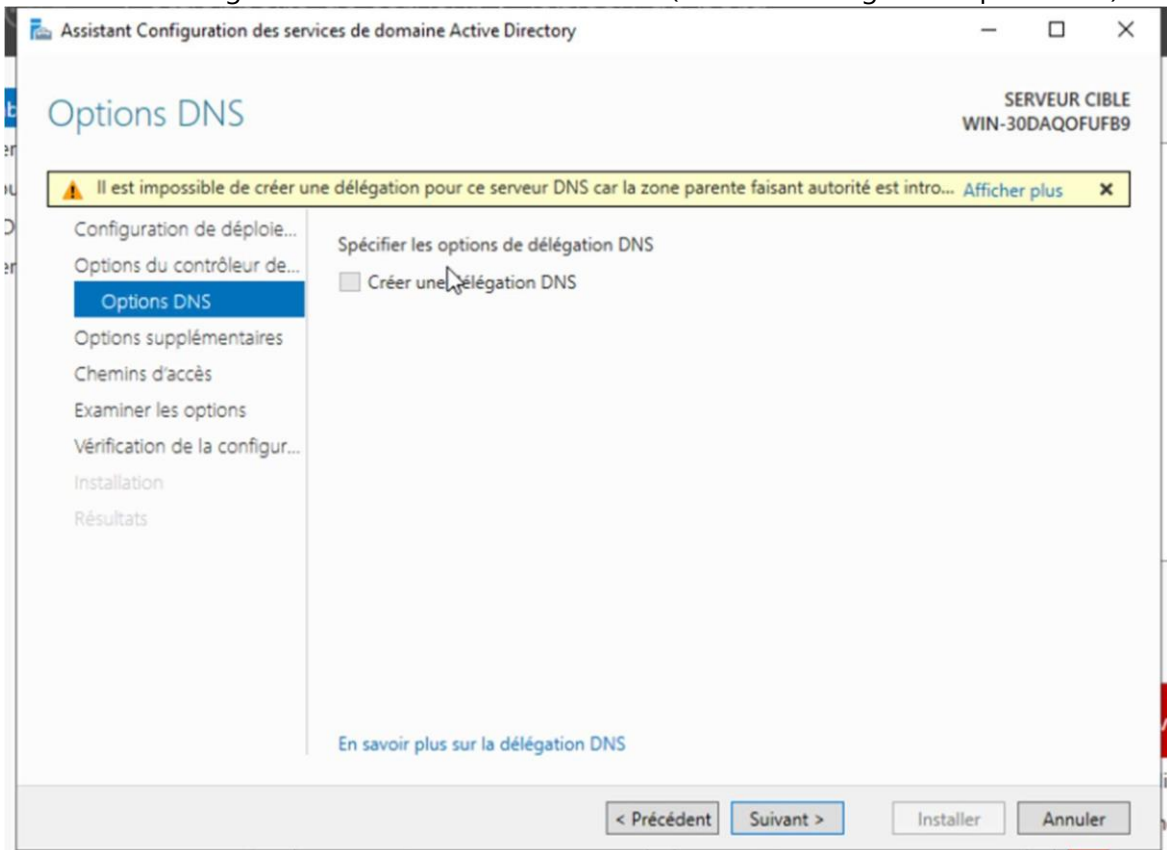 Assistant Configuration des services de domaine Active Directory
Options DNS
SERVEUR CIBLE
WIN-30DAQOFUFB9
Il est impossible de créer une délégation pour ce serveur DNS car la zone parente faisant autorité est intro... Afficher plus
Configuration de déploie...
Options du contrôleur de...
Options DNS
Options supplémentaires
Chemins d'accès
Examiner les options
Vérification de la configur...
Installation
Résultats
Spécifier les options de délégation DNS
Créer une délégation DNS
En savoir plus sur la délégation DNS
< Précédent
Suivant >
Installer
Annuler